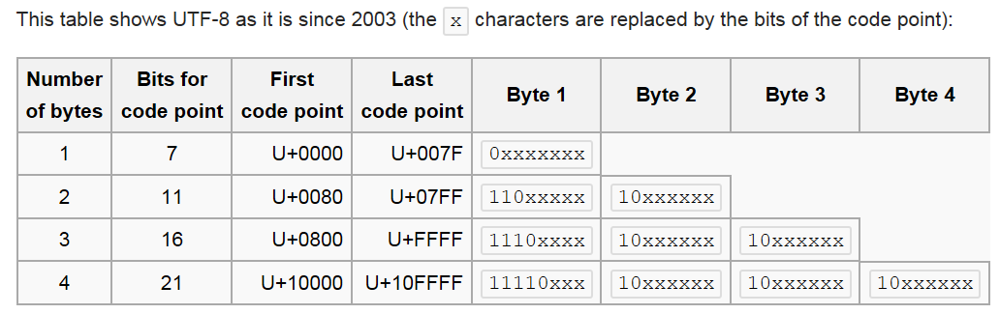 This table shows UTF-8 as it is since 2003 (the x characters are replaced by the bits of the code point):
Number of bytes Bits for code point First code point Last code point Byte 1 Byte 2 Byte 3 Byte 4
1 7 U+0000 U+007F 0xxxxxxx
2 11 U+0080 U+07FF 110xxxxx 10xxxxxx
3 16 U+0800 U+FFFF 1110xxxx 10xxxxxx 10xxxxxx
4 21 U+10000 U+10FFFF 11110xxx 10xxxxxx 10xxxxxx 10xxxxxx